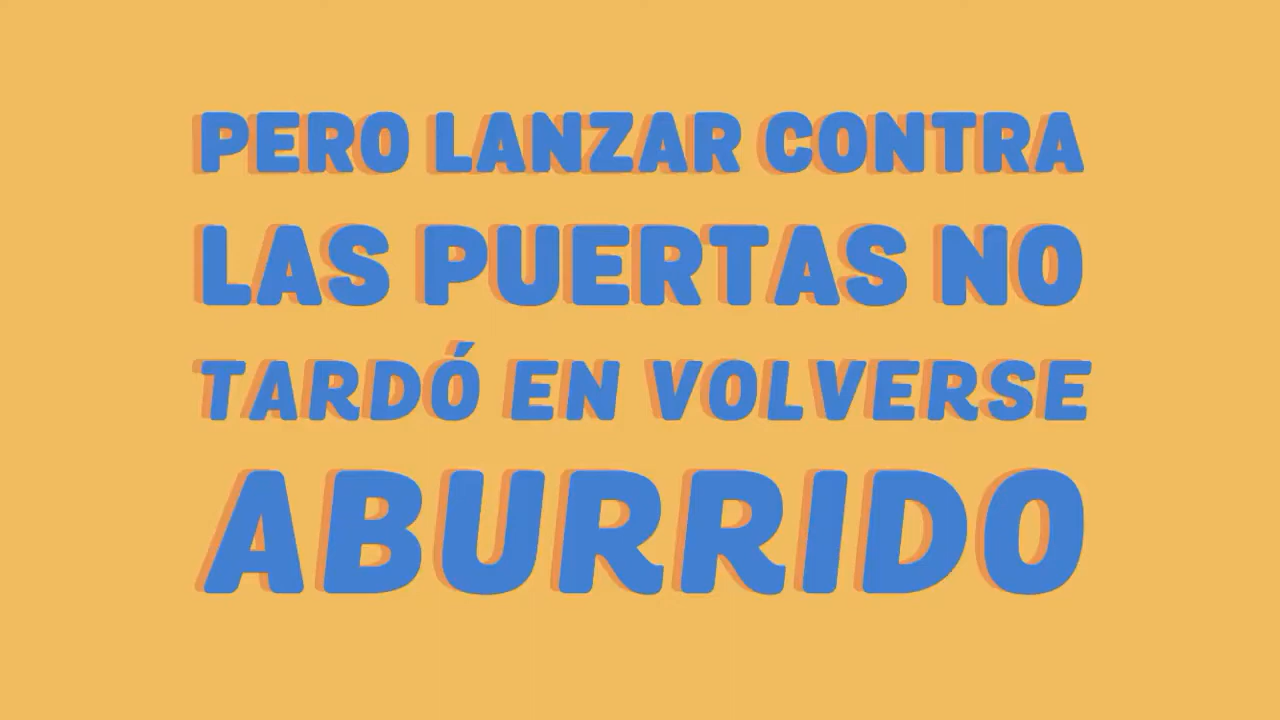 PERO LANZAR CONTRA
LAS PUERTAS NO
TARDÓ EN VOLVERSE
ABURRIDO